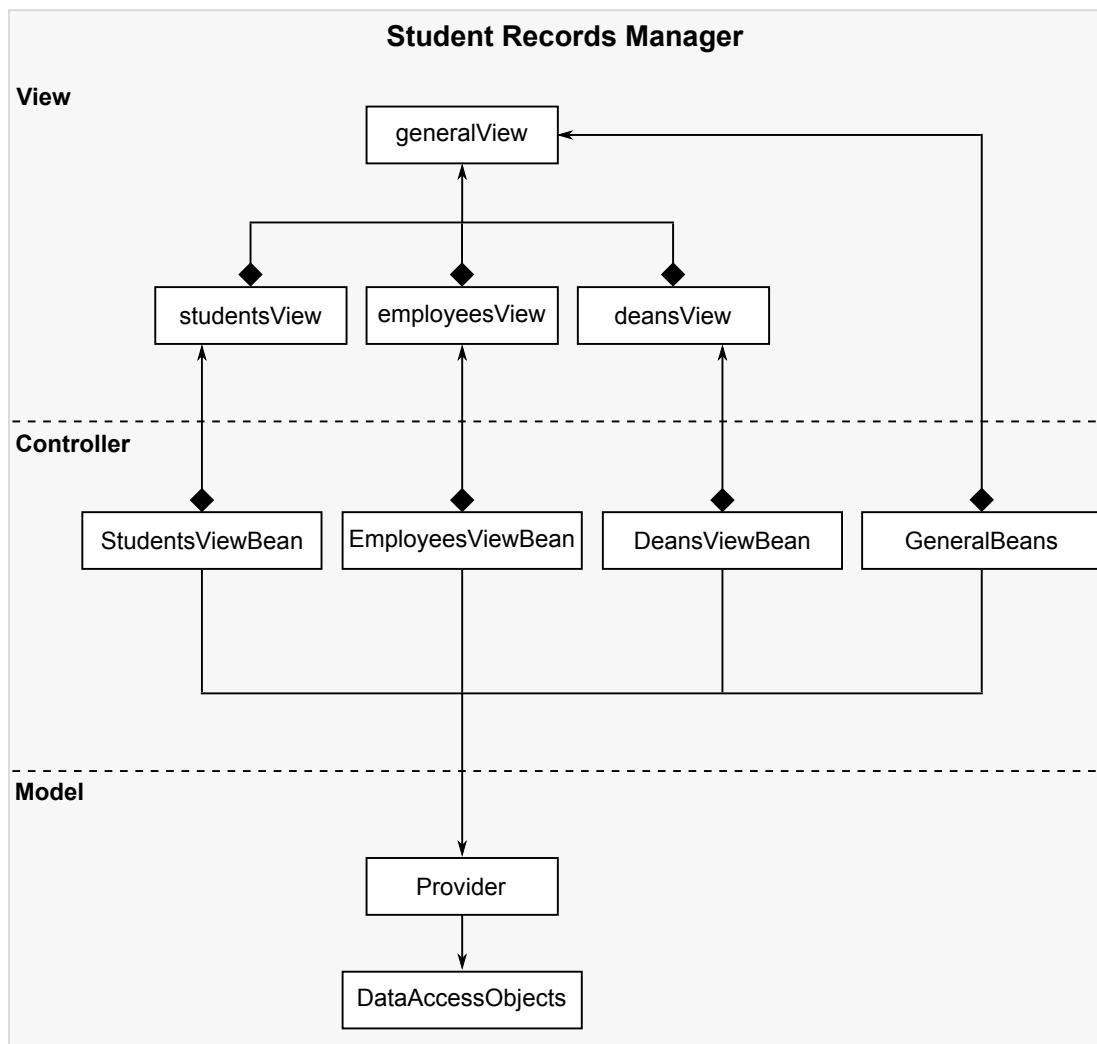 Student Records Manager
View
generalView
studentsView
employeesView
deansView
Controller
StudentsViewBean
EmployeesViewBean
DeansViewBean
GeneralBeans
Model
Provider
DataAccessObjects